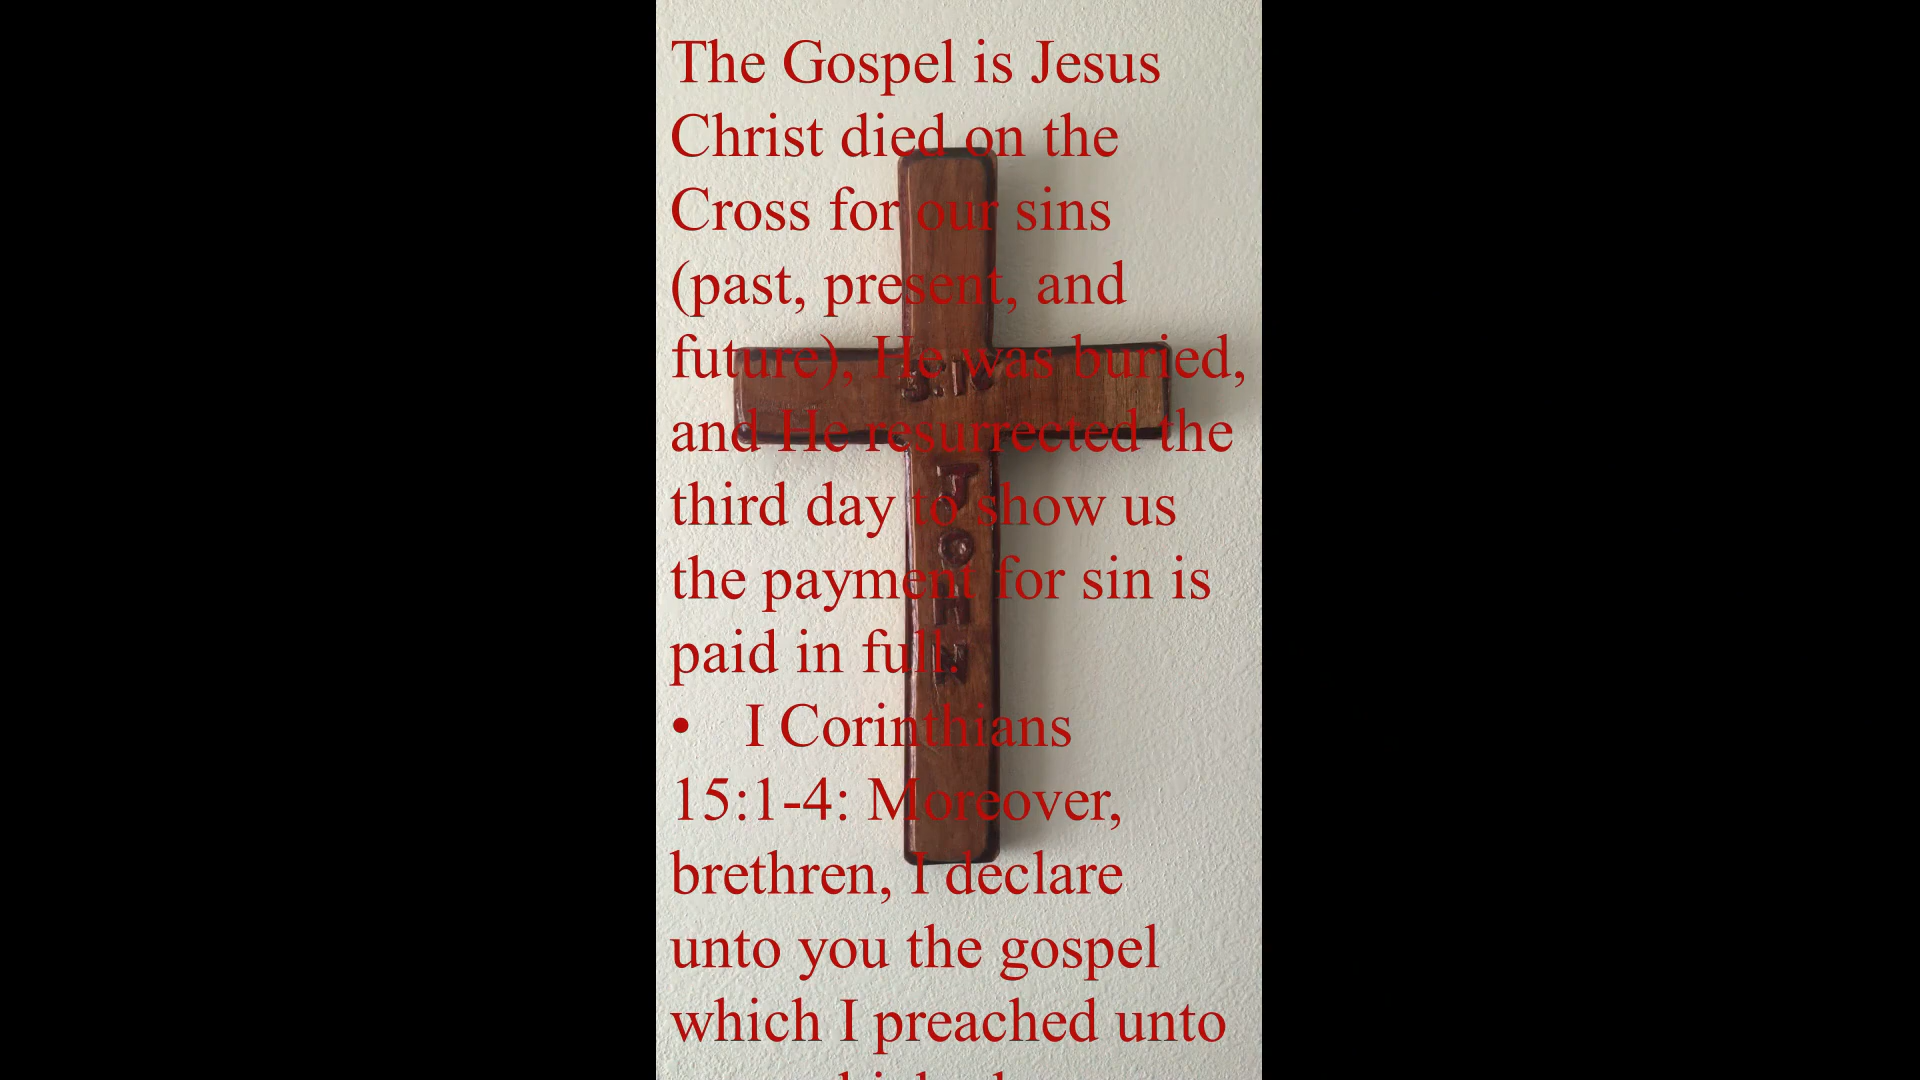 The Gospel is Jesus
Christ died on the
Cross for our sins
(past, present, and
future), He was buried,
and He resurrected the
third day to show us
the payment for sin is
paid in full.
• I Corinthians
15:1-4: Moreover,
brethren, I declare
unto you the gospel
which I preached unto
JOHN